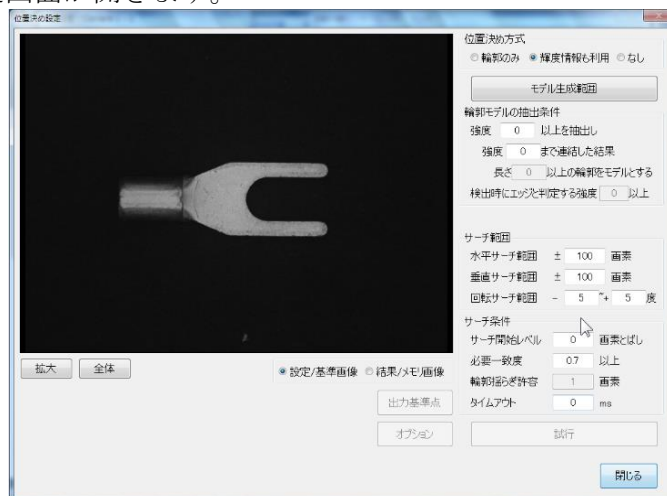 位置決め設定
位置決め方式
輪郭のみ 輝度情報も利用 なし
モデル生成範囲
輪郭モデルの抽出条件
強度 0 以上を抽出し
強度 0 まで連結した結果
長さ 0 以上の輪郭をモデルとする
検出時にエッジと判定する強度 0 以上
サーチ範囲
水平サーチ範囲 ± 100 画素
垂直サーチ範囲 ± 100 画素
回転サーチ範囲 - 5 ~+ 5 度
サーチ条件
サーチ開始レベル 0 画素とばし
必要一致度 0.7 以上
輪郭揺らぎ許容 1 画素
タイムアウト 0 ms
拡大 全体
設定/基準画像 結果/メモリ画像
出力基準点
オプション
試行
閉じる